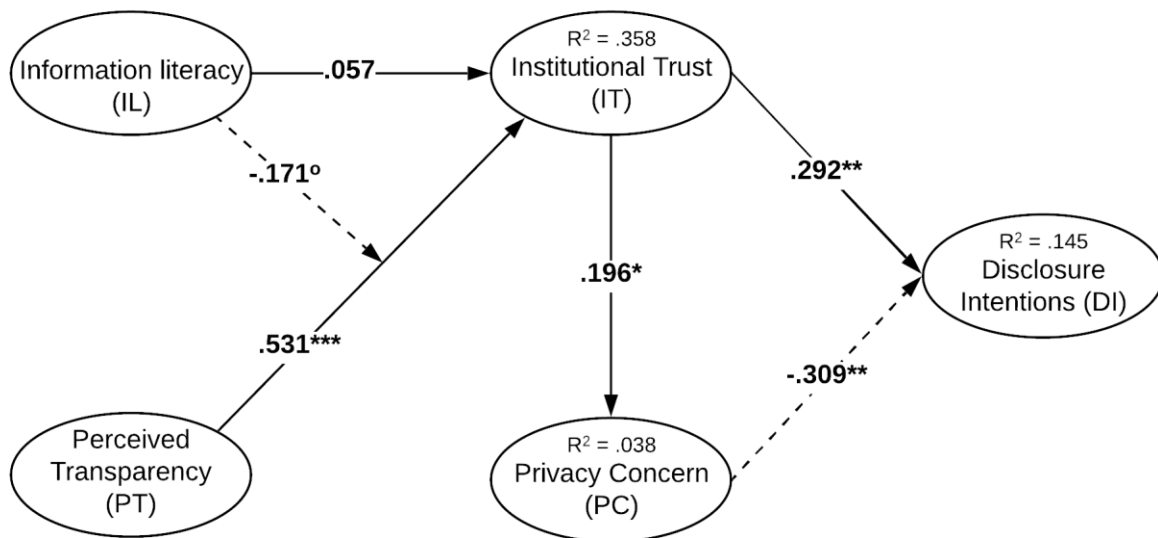 Information literacy
(IL)
.057
R² = .358
Institutional Trust
(IT)
-.171º
.292**
.196*
R² = .145
Disclosure
Intentions (DI)
.531***
-.309**
Perceived
Transparency
(PT)
R² = .038
Privacy Concern
(PC)